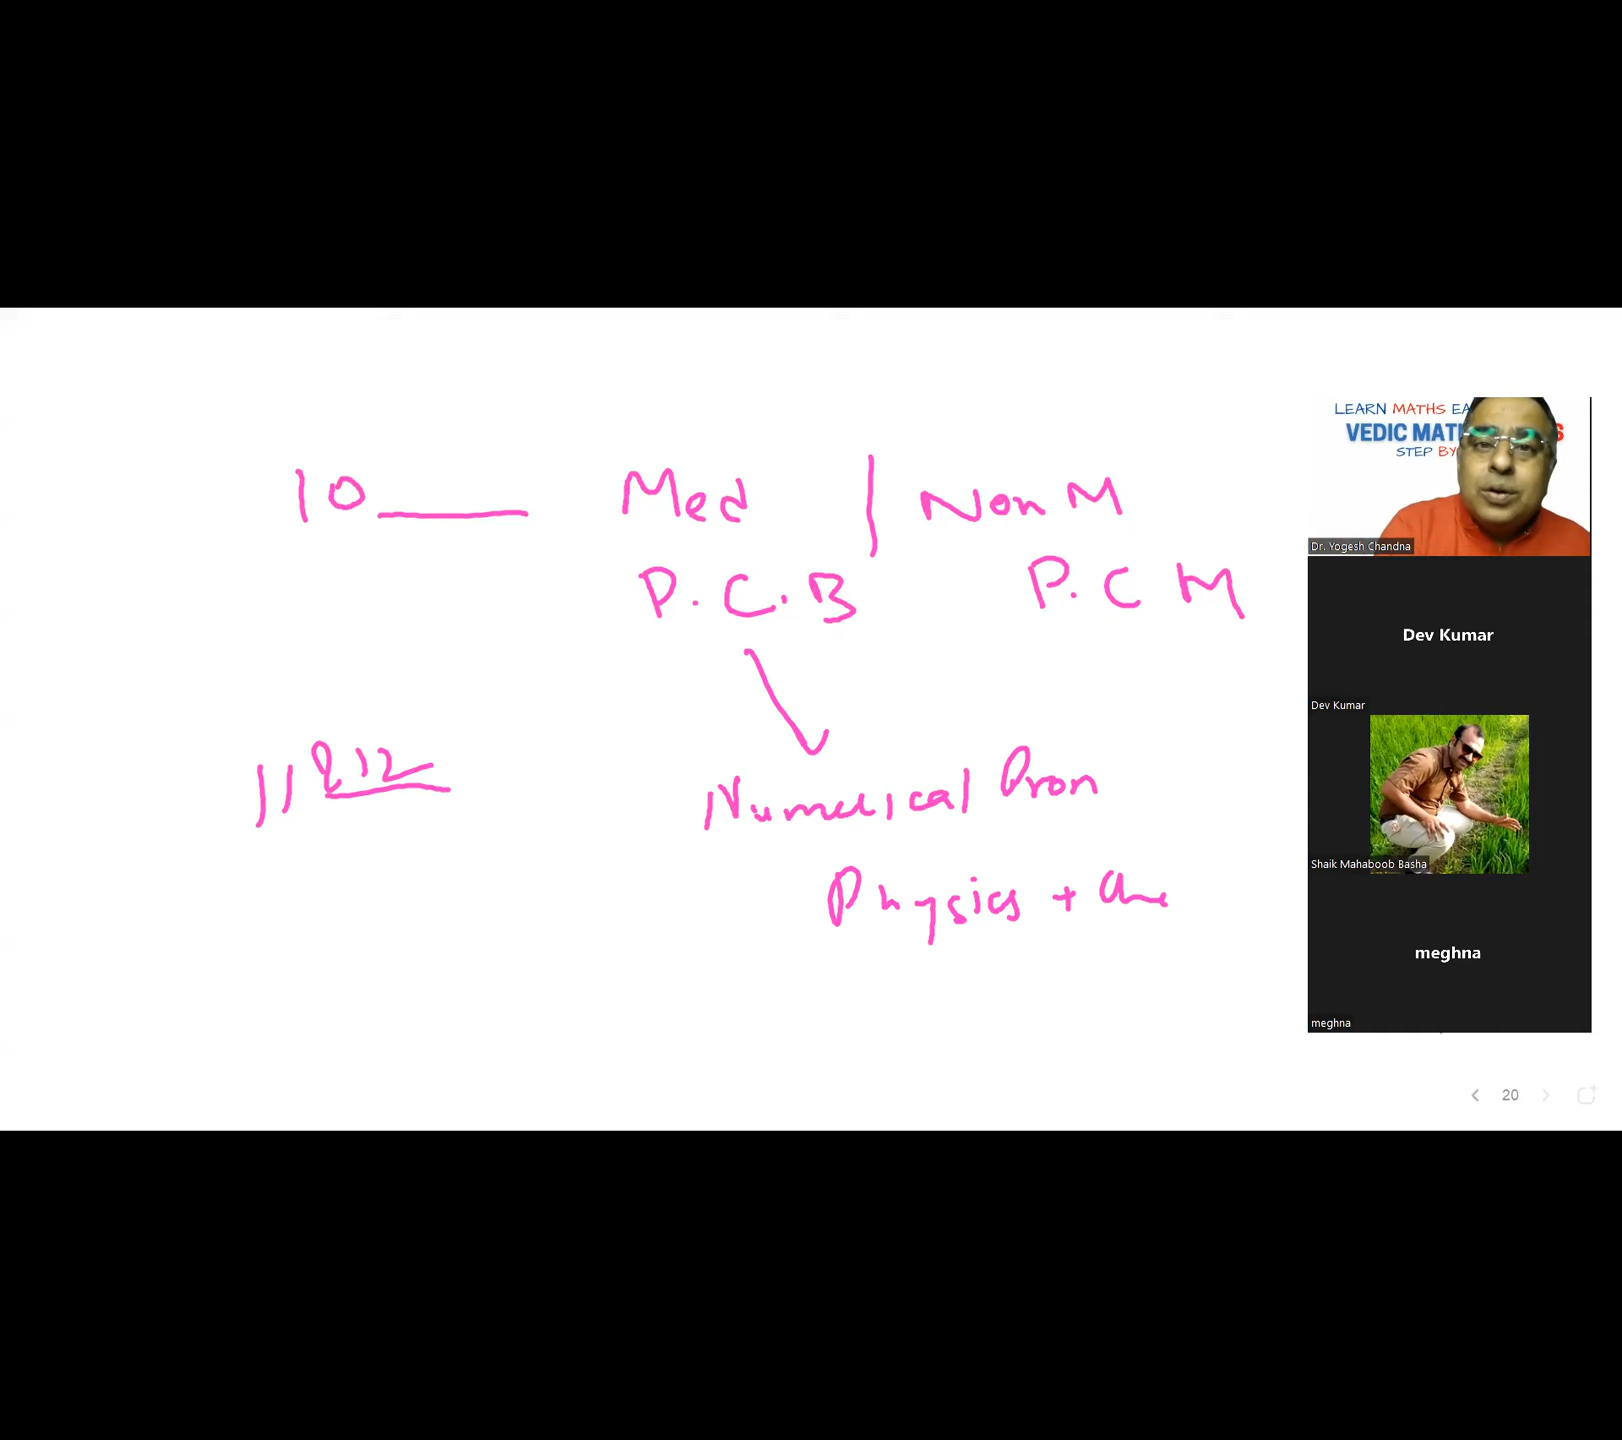 10 Med | Non M
P.C.B P.C M
11 & 12
Numerical Pron
Physics + Che
LEARN MATHS EA
VEDIC MAT S
STEP BY
Dr. Yogesh Chandna
Dev Kumar
Dev Kumar
Shaik Mahaboob Basha
meghna
meghna
20